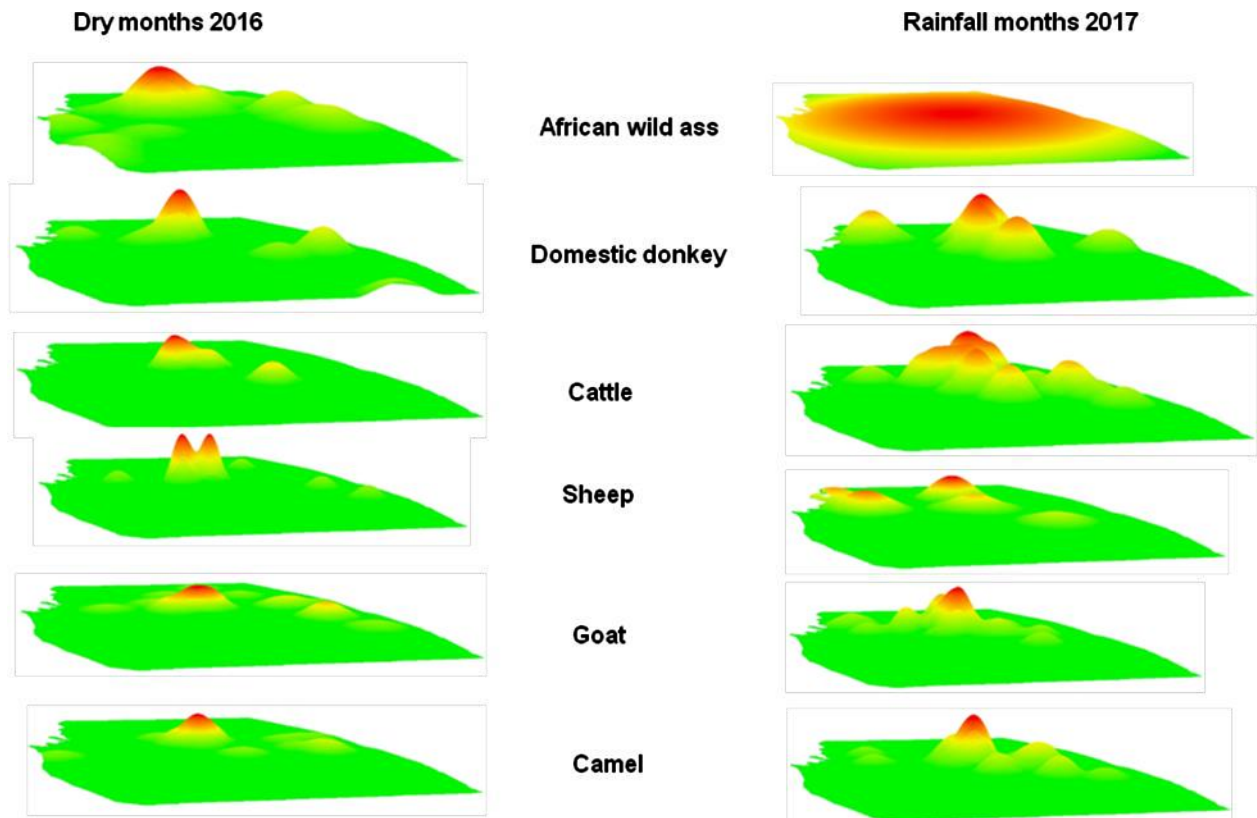 Dry months 2016
Rainfall months 2017
African wild ass
Domestic donkey
Cattle
Sheep
Goat
Camel